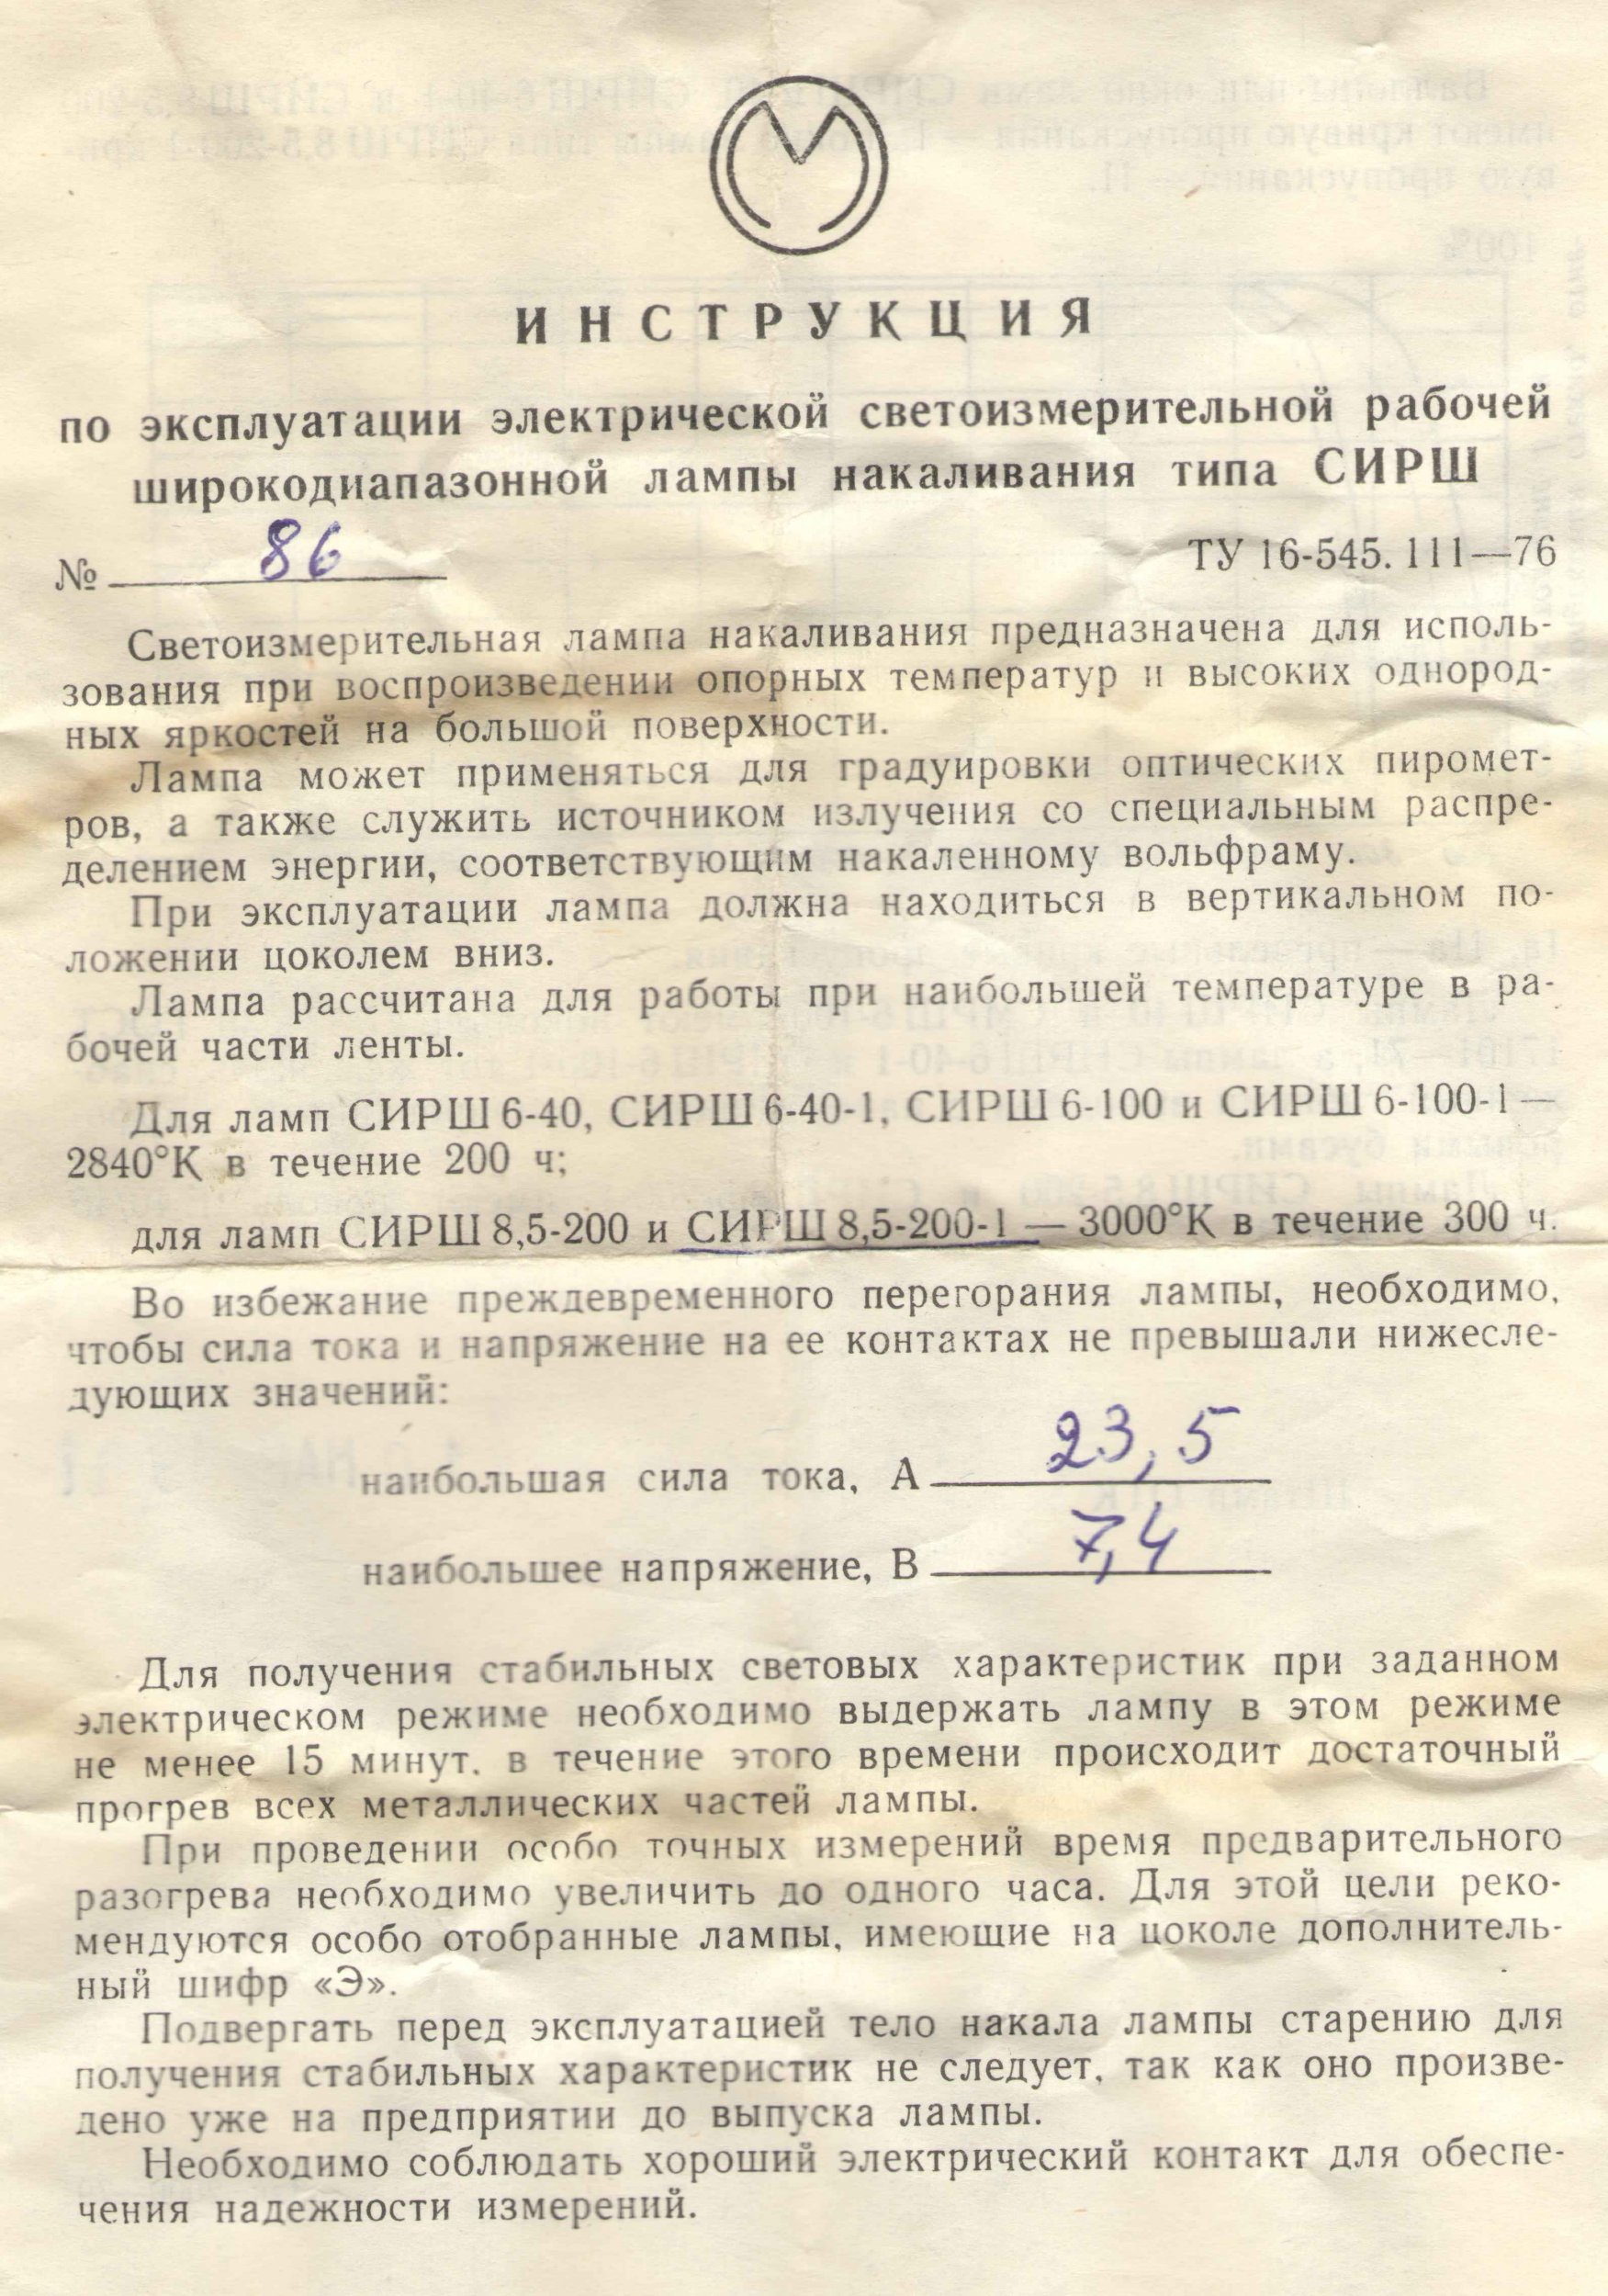 ИНСТРУКЦИЯ
по эксплуатации электрической светоизмерительной рабочей
широкодиапазонной лампы накаливания типа СИРШ
№ 86
ТУ 16-545.111—76
Светоизмерительная лампа накаливания предназначена для исполь-
зования при воспроизведении опорных температур и высоких однород-
ных яркостей на большой поверхности.
Лампа может применяться для градуировки оптических пиромет-
ров, а также служить источником излучения со специальным распре-
делением энергии, соответствующим накаленному вольфраму.
При эксплуатации лампа должна находиться в вертикальном по-
ложении цоколем вниз.
Лампа рассчитана для работы при наибольшей температуре в ра-
бочей части ленты.
Для ламп СИРШ 6-40, СИРШ 6-40-1, СИРШ 6-100 и СИРШ 6-100-1 —
2840°К в течение 200 ч;
для ламп СИРШ 8,5-200 и СИРШ 8,5-200-1 — 3000°К в течение 300 ч.
Во избежание преждевременного перегорания лампы, необходимо,
чтобы сила тока и напряжение на ее контактах не превышали нижесле-
дующих значений:
наибольшая сила тока, А 23,5
наибольшее напряжение, В 7,4
Для получения стабильных световых характеристик при заданном
электрическом режиме необходимо выдержать лампу в этом режиме
не менее 15 минут. в течение этого времени происходит достаточный
прогрев всех металлических частей лампы.
При проведении особо точных измерений время предварительного
разогрева необходимо увеличить до одного часа. Для этой цели реко-
мендуются особо отобранные лампы, имеющие на цоколе дополнитель-
ный шифр «Э».
Подвергать перед эксплуатацией тело накала лампы старению для
получения стабильных характеристик не следует, так как оно произве-
дено уже на предприятии до выпуска лампы.
Необходимо соблюдать хороший электрический контакт для обеспе-
чения надежности измерений.